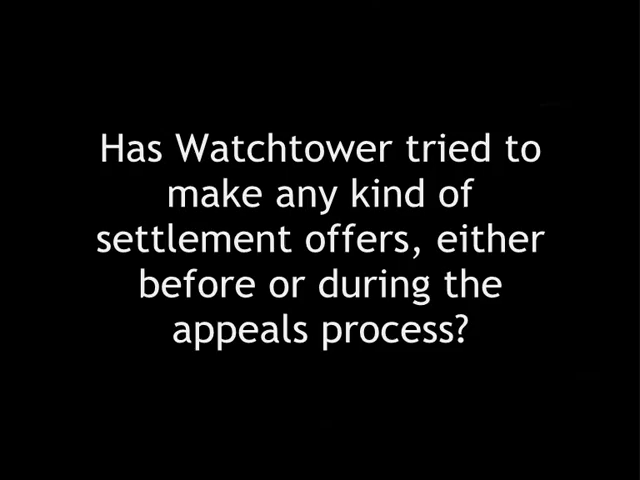 Has Watchtower tried to
make any kind of
settlement offers, either
before or during the
appeals process?